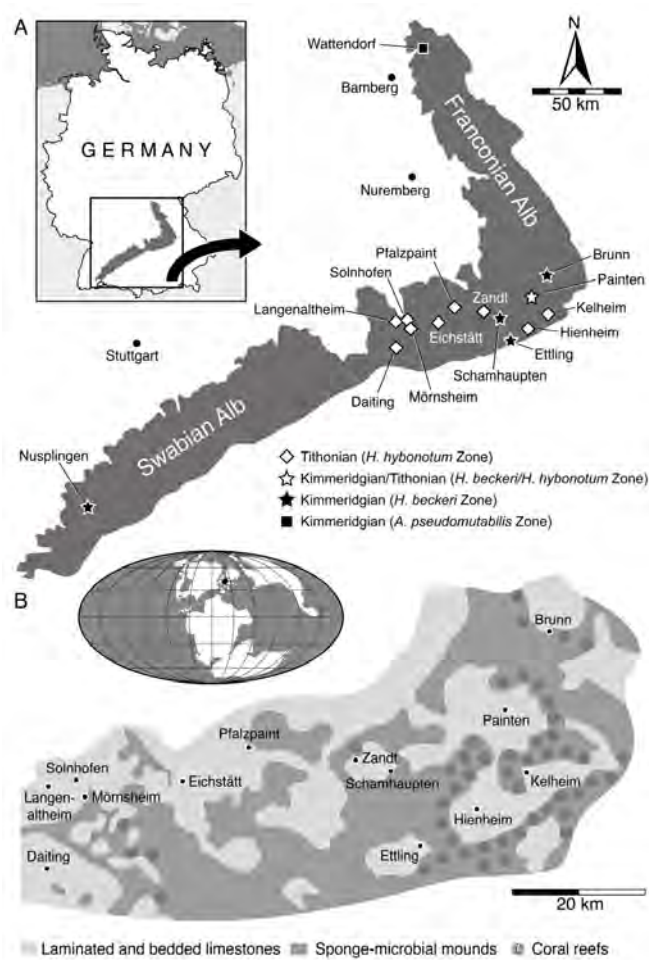 A
GERMANY
N
50 km
Wattendorf
Bamberg
Franconian Alb
Nuremberg
Brunn
Pfalzpaint
Painten
Solnhofen
Zandt
Kelheim
Langenaltheim
Eichstätt
Hienheim
Stuttgart
Ettling
Schamhaupten
Daiting
Mörnsheim
Swabian Alb
Nusplingen
Tithonian (H. hybonotum Zone)
Kimmeridgian/Tithonian (H. beckeri/H. hybonotum Zone)
Kimmeridgian (H. beckeri Zone)
Kimmeridgian (A. pseudomutabilis Zone)
B
Brunn
Painten
Pfalzpaint
Zandt
Solnhofen
Eichstätt
Schamhaupten
Kelheim
Langen-
altheim
Mörnsheim
Hienheim
Daiting
Ettling
20 km
Laminated and bedded limestones
Sponge-microbial mounds
Coral reefs